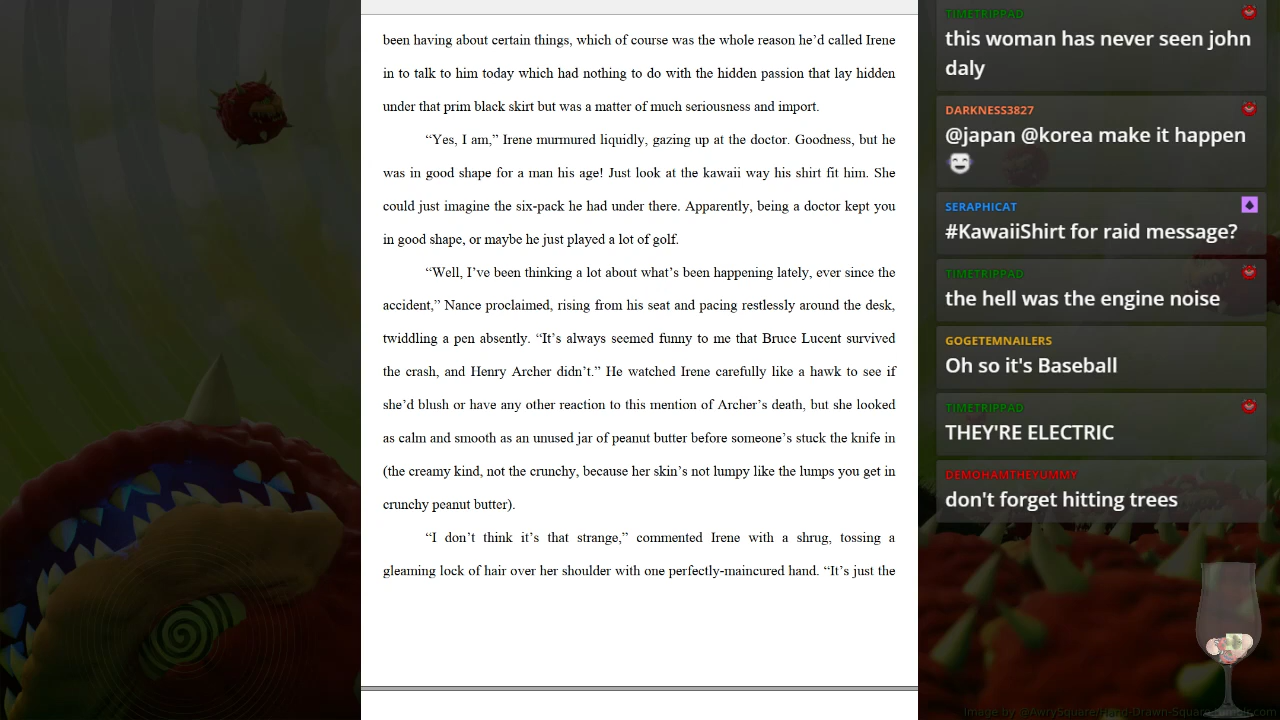 been having about certain things, which of course was the whole reason he’d called Irene
in to talk to him today which had nothing to do with the hidden passion that lay hidden
under that prim black skirt but was a matter of much seriousness and import.
“Yes, I am,” Irene murmured liquidly, gazing up at the doctor. Goodness, but he
was in good shape for a man his age! Just look at the kawaii way his shirt fit him. She
could just imagine the six-pack he had under there. Apparently, being a doctor kept you
in good shape, or maybe he just played a lot of golf.
“Well, I’ve been thinking a lot about what’s been happening lately, ever since the
accident,” Nance proclaimed, rising from his seat and pacing restlessly around the desk,
twiddling a pen absently. “It’s always seemed funny to me that Bruce Lucent survived
the crash, and Henry Archer didn’t.” He watched Irene carefully like a hawk to see if
she’d blush or have any other reaction to this mention of Archer’s death, but she looked
as calm and smooth as an unused jar of peanut butter before someone’s stuck the knife in
(the creamy kind, not the crunchy, because her skin’s not lumpy like the lumps you get in
crunchy peanut butter).
“I don’t think it’s that strange,” commented Irene with a shrug, tossing a
gleaming lock of hair over her shoulder with one perfectly-maincured hand. “It’s just the
TIMETRIPPAD
this woman has never seen john
daly
DARKNESS3827
@japan @korea make it happen
SERAPHICAT
#KawaiiShirt for raid message?
TIMETRIPPAD
the hell was the engine noise
GOGETEMNAILERS
Oh so it's Baseball
TIMETRIPPAD
THEY'RE ELECTRIC
DEMOHAMTHEYUMMY
don't forget hitting trees